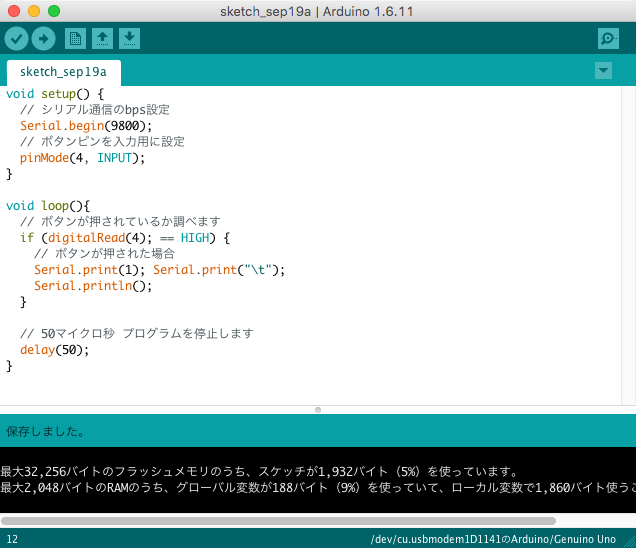 sketch_sep19a | Arduino 1.6.11
sketch_sep19a
void setup() {
  // シリアル通信のbps設定
  Serial.begin(9800);
  // ボタンピンを入力用に設定
  pinMode(4, INPUT);
}

void loop(){
  // ボタンが押されているか調べます
  if (digitalRead(4); == HIGH) {
    // ボタンが押された場合
    Serial.print(1); Serial.print("\t");
    Serial.println();
  }

  // 50マイクロ秒 プログラムを停止します
  delay(50);
}
保存しました。
最大32,256バイトのフラッシュメモリのうち、スケッチが1,932バイト（5%）を使っています。
最大2,048バイトのRAMのうち、グローバル変数が188バイト（9%）を使っていて、ローカル変数で1,860バイト使うこ
12 /dev/cu.usbmodem1D1141のArduino/Genuino Uno